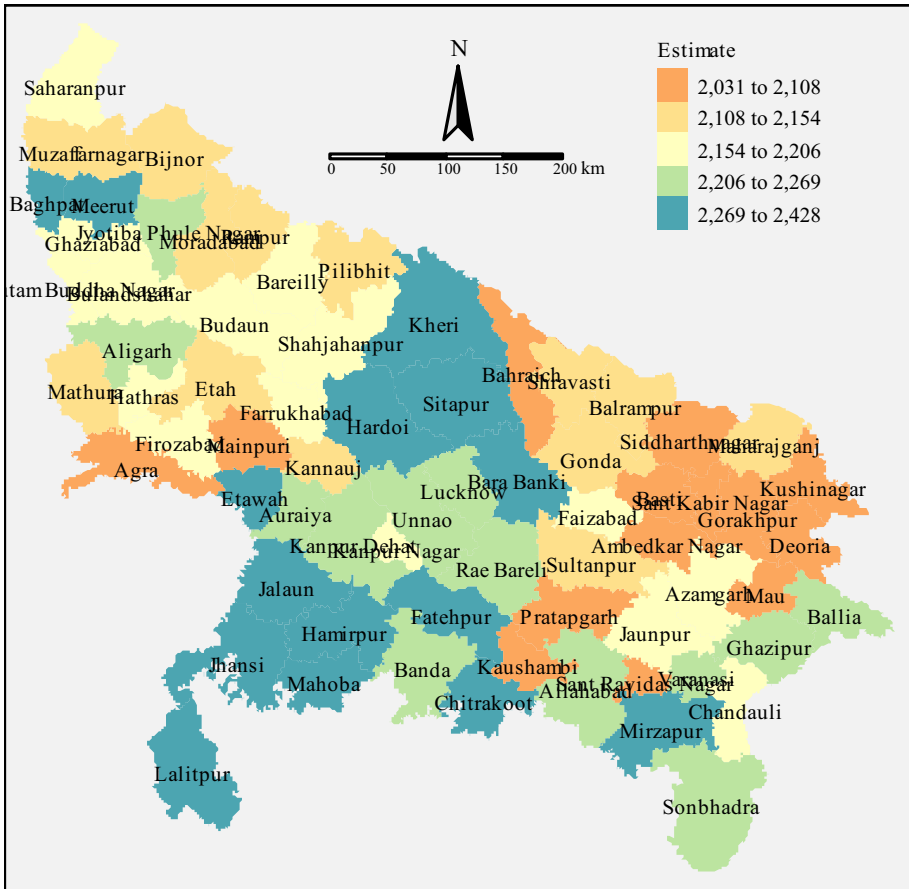 N
Estimate
2,031 to 2,108
2,108 to 2,154
2,154 to 2,206
2,206 to 2,269
2,269 to 2,428
0 50 100 150 200 km
Saharanpur
Muzaffarnagar
Bijnor
Baghpat
Meerut
Jyotiba Phule Nagar
Moradabad
Rampur
Ghaziabad
Pilibhit
Bareilly
utam Buddha Nagar
Bulandshahar
Budaun
Kheri
Shahjahanpur
Aligarh
Bahraich
Shravasti
Mathura
Hathras
Etah
Sitapur
Balrampur
Farrukhabad
Hardoi
Firozabad
Mainpuri
Siddharthnagar
Maharajganj
Agra
Kannauj
Gonda
Bara Banki
Lucknow
Kushinagar
Etawah
Basti
Sant Kabir Nagar
Auraiya
Unnao
Faizabad
Gorakhpur
Kanpur Dehat
Kanpur Nagar
Ambedkar Nagar
Deoria
Rae Bareli
Sultanpur
Jalaun
Azamgarh
Mau
Fatehpur
Pratapgarh
Ballia
Hamirpur
Jaunpur
Ghazipur
Jhansi
Banda
Kaushambi
Mahoba
Allahabad
Sant Ravidas Nagar
Varanasi
Chitrakoot
Chandauli
Mirzapur
Lalitpur
Sonbhadra